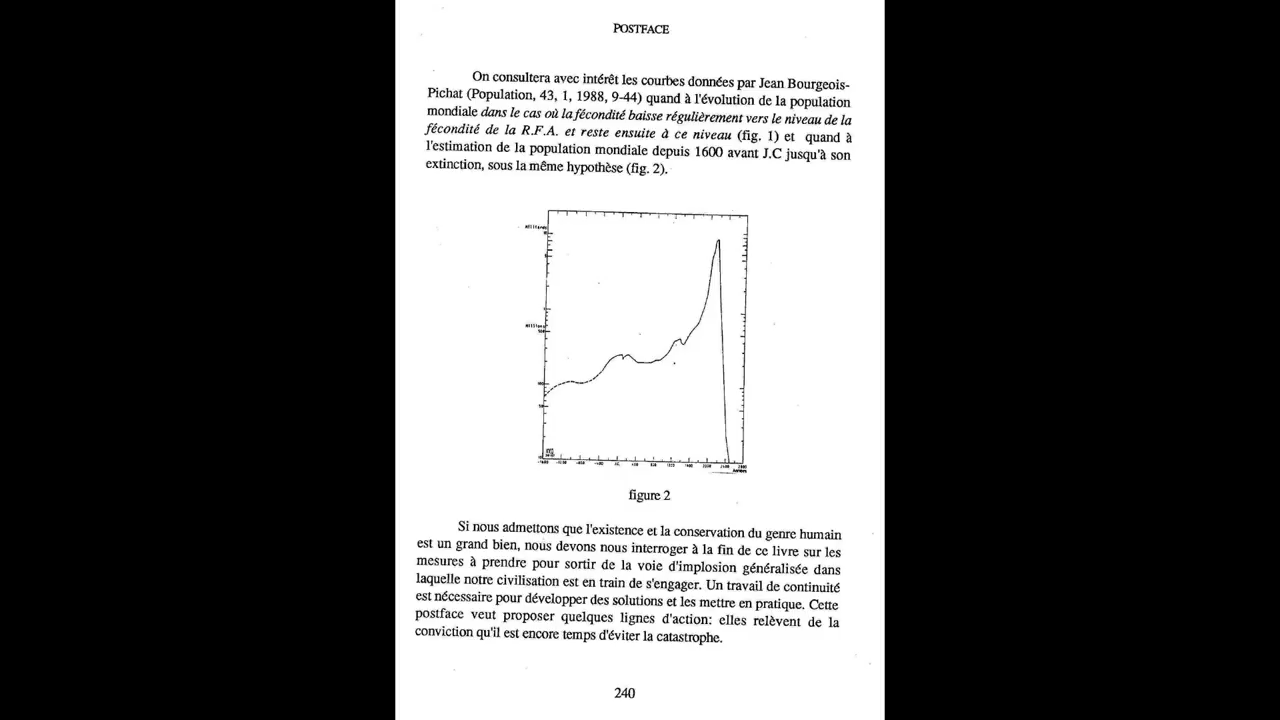 POSTFACE
On consultera avec intérêt les courbes données par Jean Bourgeois-
Pichat (Population, 43, 1, 1988, 9-44) quand à l'évolution de la population
mondiale dans le cas où la fécondité baisse régulièrement vers le niveau de la
fécondité de la R.F.A. et reste ensuite à ce niveau (fig. 1) et quand à
l'estimation de la population mondiale depuis 1600 avant J.C jusqu'à son
extinction, sous la même hypothèse (fig. 2).
figure 2
Si nous admettons que l'existence et la conservation du genre humain
est un grand bien, nous devons nous interroger à la fin de ce livre sur les
mesures à prendre pour sortir de la voie d'implosion généralisée dans
laquelle notre civilisation est en train de s'engager. Un travail de continuité
est nécessaire pour développer des solutions et les mettre en pratique. Cette
postface veut proposer quelques lignes d'action: elles relèvent de la
conviction qu'il est encore temps d'éviter la catastrophe.
240